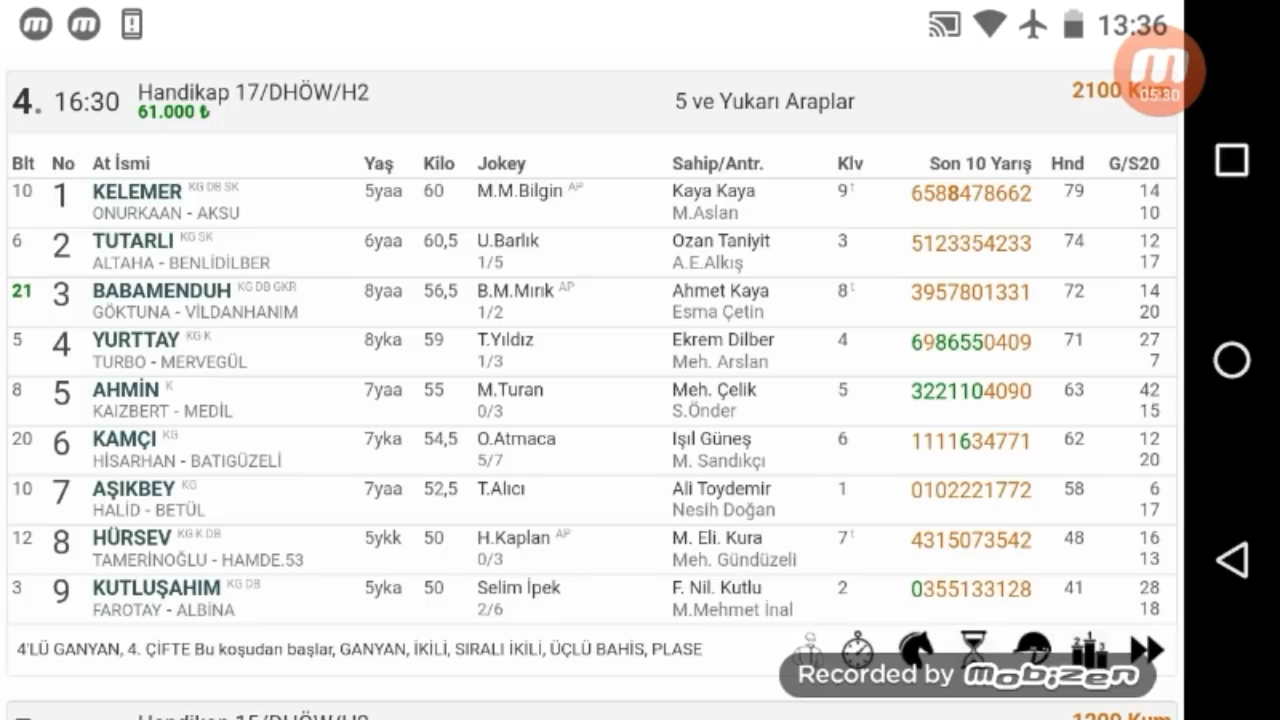 13:36
05:30
4. 16:30 Handikap 17/DHÖW/H2 5 ve Yukarı Araplar 2100
61.000 ₺
Blt No At İsmi Yaş Kilo Jokey Sahip/Antr. Klv Son 10 Yarış Hnd G/S20
10 1 KELEMER KG DB SK 5yaa 60 M.M.Bilgin AP Kaya Kaya 9t 6588478662 79 14
ONURKAAN - AKSU M.Aslan 10
6 2 TUTARLI KG SK 6yaa 60,5 U.Barlık Ozan Taniyit 3 5123354233 74 12
ALTAHA - BENLİDİLBER 1/5 A.E.Alkış 17
21 3 BABAMENDUH KG DB GKR 8yaa 56,5 B.M.Mırık AP Ahmet Kaya 8t 3957801331 72 14
GÖKTUNA - VİLDANHANIM 1/2 Esma Çetin 20
5 4 YURTTAY KG K 8yka 59 T.Yıldız Ekrem Dilber 4 6986550409 71 27
TURBO - MERVEGÜL 1/3 Meh. Arslan 7
8 5 AHMİN K 7yaa 55 M.Turan Meh. Çelik 5 3221104090 63 42
KAIZBERT - MEDİL 0/3 S.Önder 15
20 6 KAMÇI KG 7yka 54,5 O.Atmaca Işıl Güneş 6 1111634771 62 12
HİSARHAN - BATIGÜZELİ 5/7 M. Sandıkçı 20
10 7 AŞIKBEY KG 7yaa 52,5 T.Alıcı Ali Toydemir 1 0102221772 58 6
HALİD - BETÜL Nesih Doğan 17
12 8 HÜRSEV KG K DB 5ykk 50 H.Kaplan AP M. Eli. Kura 7t 4315073542 48 16
TAMERİNOĞLU - HAMDE.53 0/3 Meh. Gündüzeli 13
3 9 KUTLUŞAHIM KG DB 5yka 50 Selim İpek F. Nil. Kutlu 2 0355133128 41 28
FAROTAY - ALBİNA 2/6 M.Mehmet İnal 18
4'LÜ GANYAN, 4. ÇİFTE Bu koşudan başlar, GANYAN, İKİLİ, SIRALI İKİLİ, ÜÇLÜ BAHİS, PLASE
Recorded by mobizen